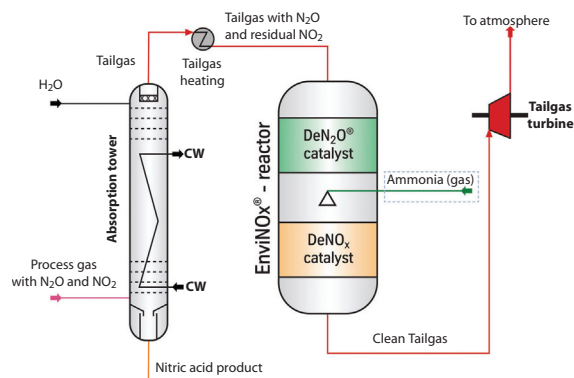 Tailgas with N₂O
and residual NO₂
To atmosphere
Tailgas
Tailgas
heating
H₂O
Tailgas
turbine
DeN₂O®
catalyst
CW
Absorption tower
EnviNOx® - reactor
Ammonia (gas)
DeNOₓ
catalyst
Process gas
with N₂O and NO₂
CW
Clean Tailgas
Nitric acid product